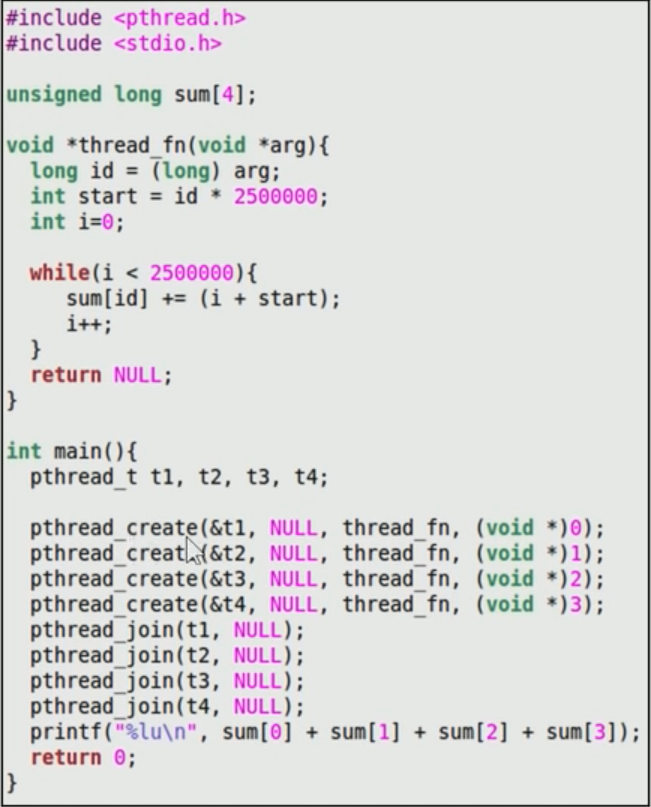 #include <pthread.h>
#include <stdio.h>
unsigned long sum[4];
void *thread_fn(void *arg){
long id = (long) arg;
int start = id * 2500000;
int i=0;
while(i < 2500000){
sum[id] += (i + start);
i++;
}
return NULL;
}
int main(){
pthread_t t1, t2, t3, t4;
pthread_create(&t1, NULL, thread_fn, (void *)0);
pthread_create(&t2, NULL, thread_fn, (void *)1);
pthread_create(&t3, NULL, thread_fn, (void *)2);
pthread_create(&t4, NULL, thread_fn, (void *)3);
pthread_join(t1, NULL);
pthread_join(t2, NULL);
pthread_join(t3, NULL);
pthread_join(t4, NULL);
printf("%lu\n", sum[0] + sum[1] + sum[2] + sum[3]);
return 0;
}